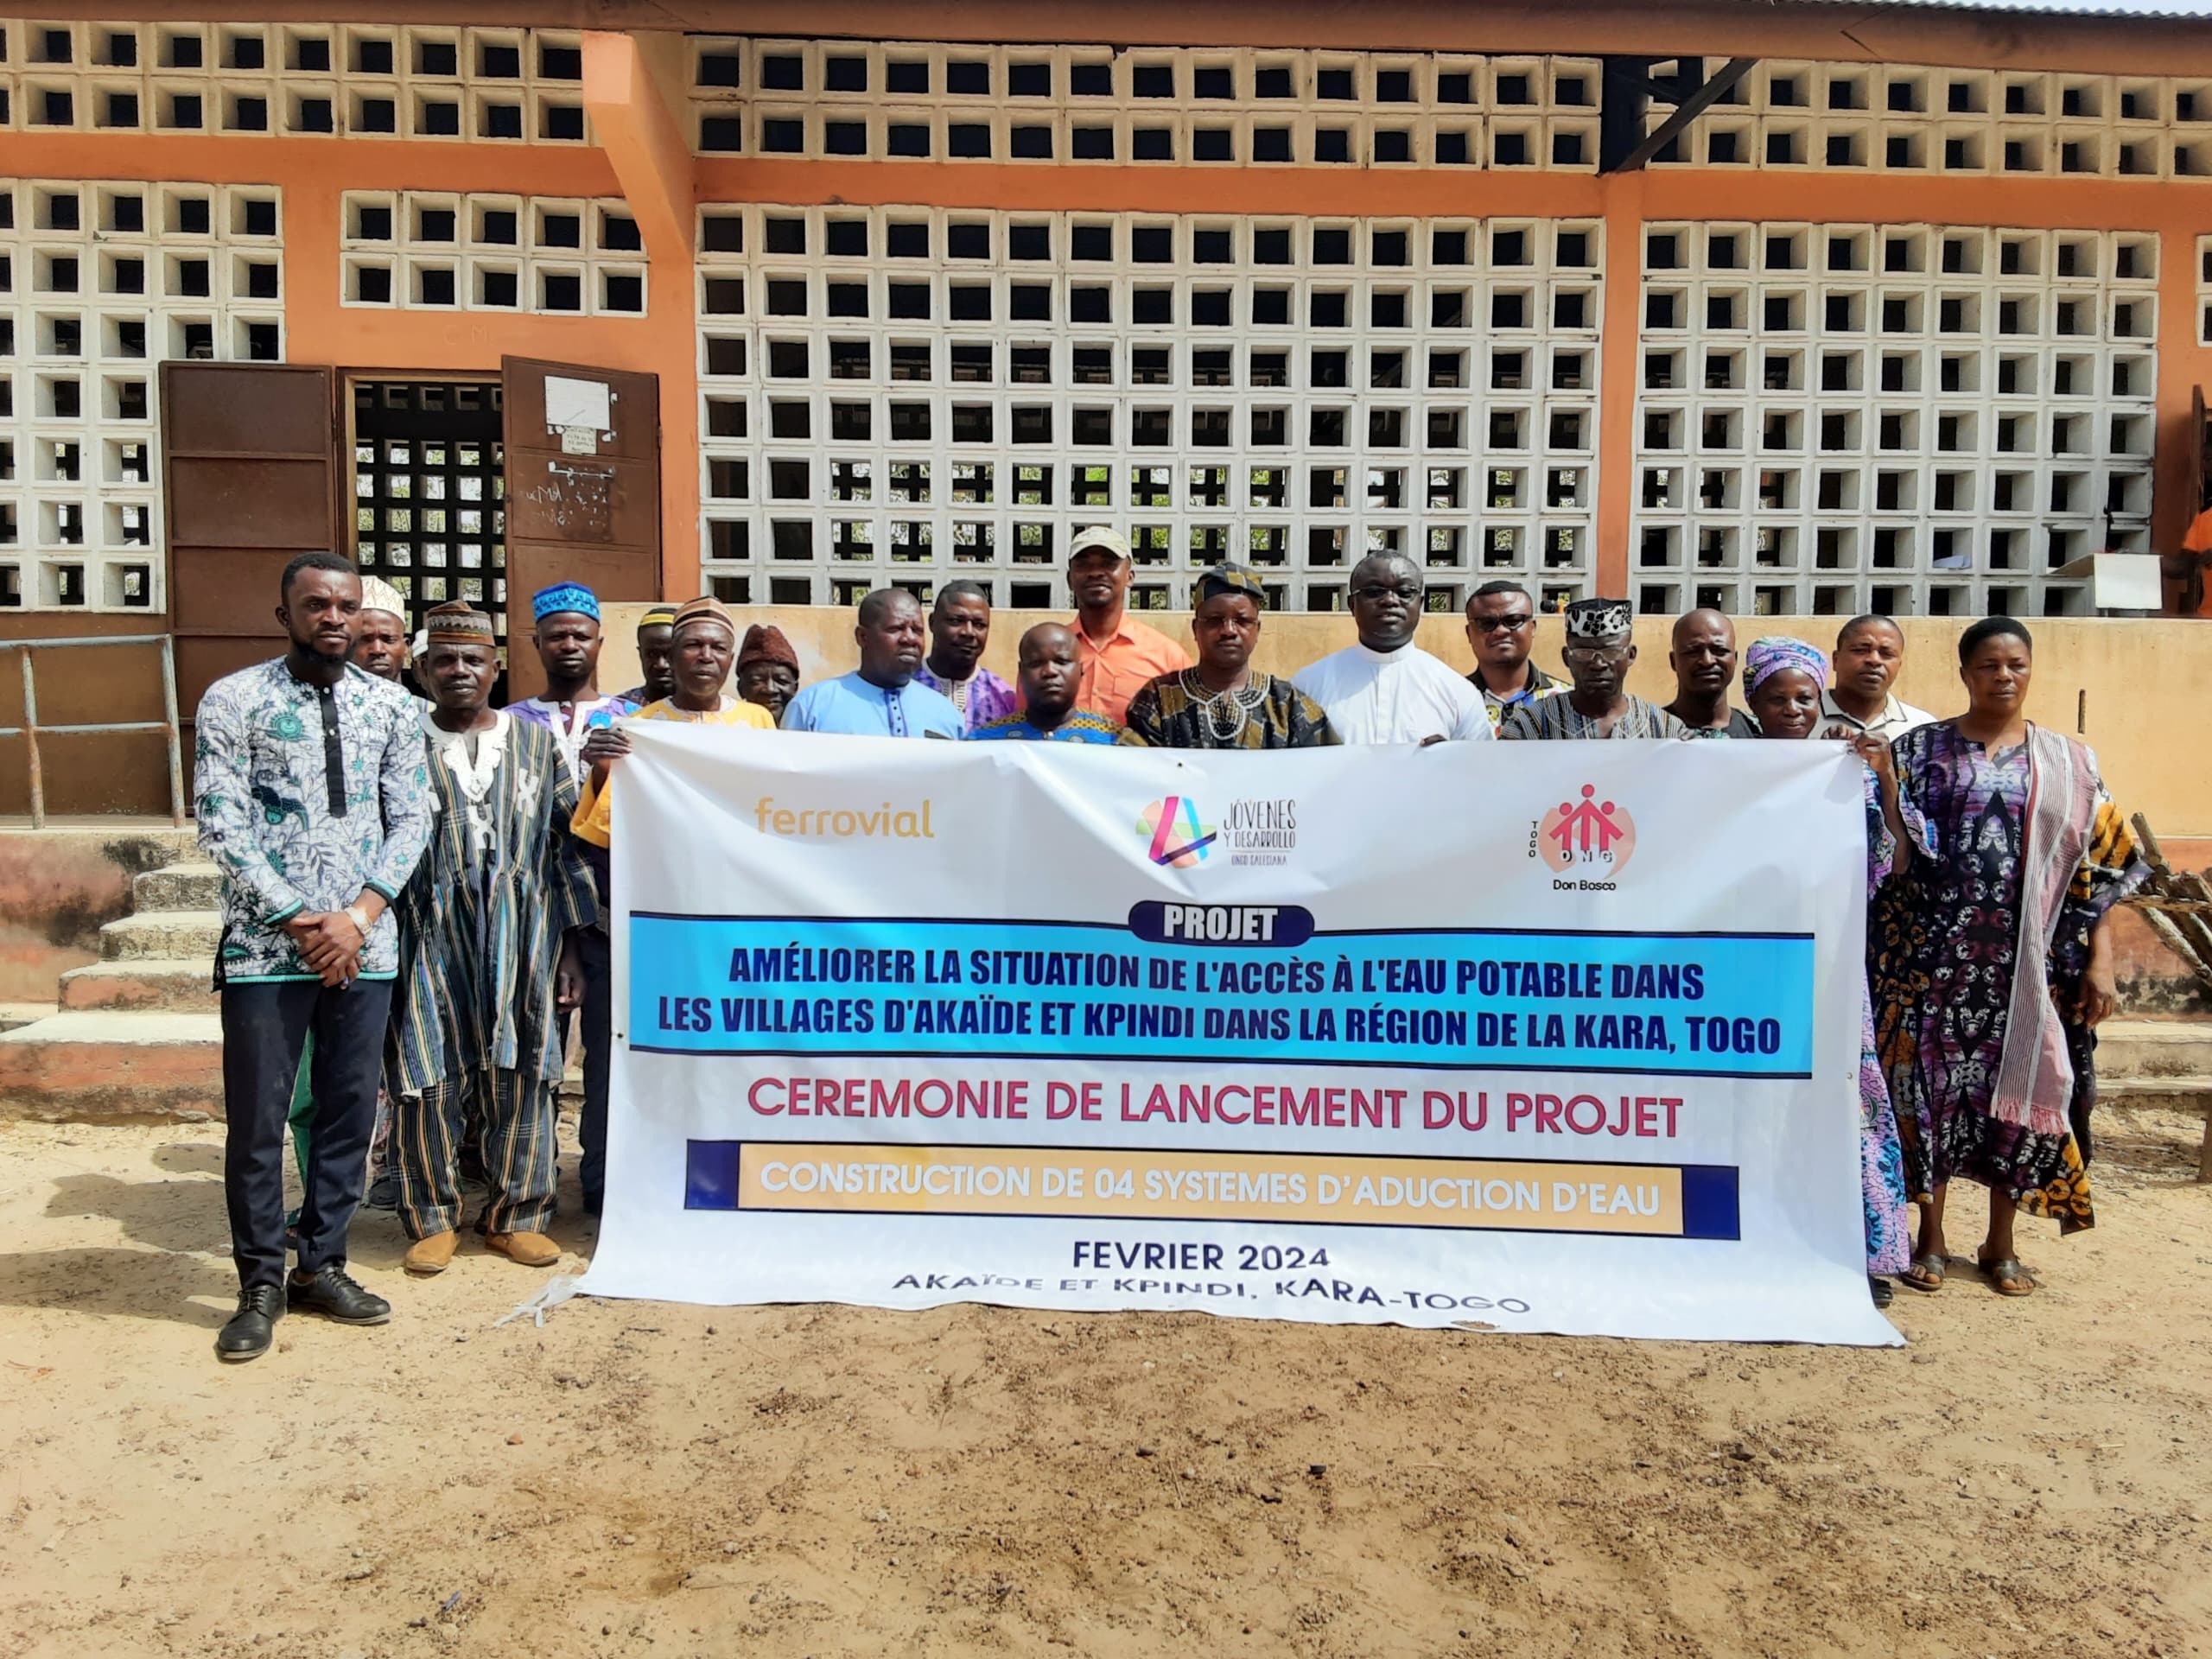 ferrovial
JÓVENES
Y DESARROLLO
ONGD SALESIANA
TOGO
ONG
Don Bosco
PROJET
AMÉLIORER LA SITUATION DE L'ACCÈS À L'EAU POTABLE DANS
LES VILLAGES D'AKAÏDE ET KPINDI DANS LA RÉGION DE LA KARA, TOGO
CEREMONIE DE LANCEMENT DU PROJET
CONSTRUCTION DE 04 SYSTEMES D'ADUCTION D'EAU
FEVRIER 2024
AKAÏDE ET KPINDI, KARA-TOGO